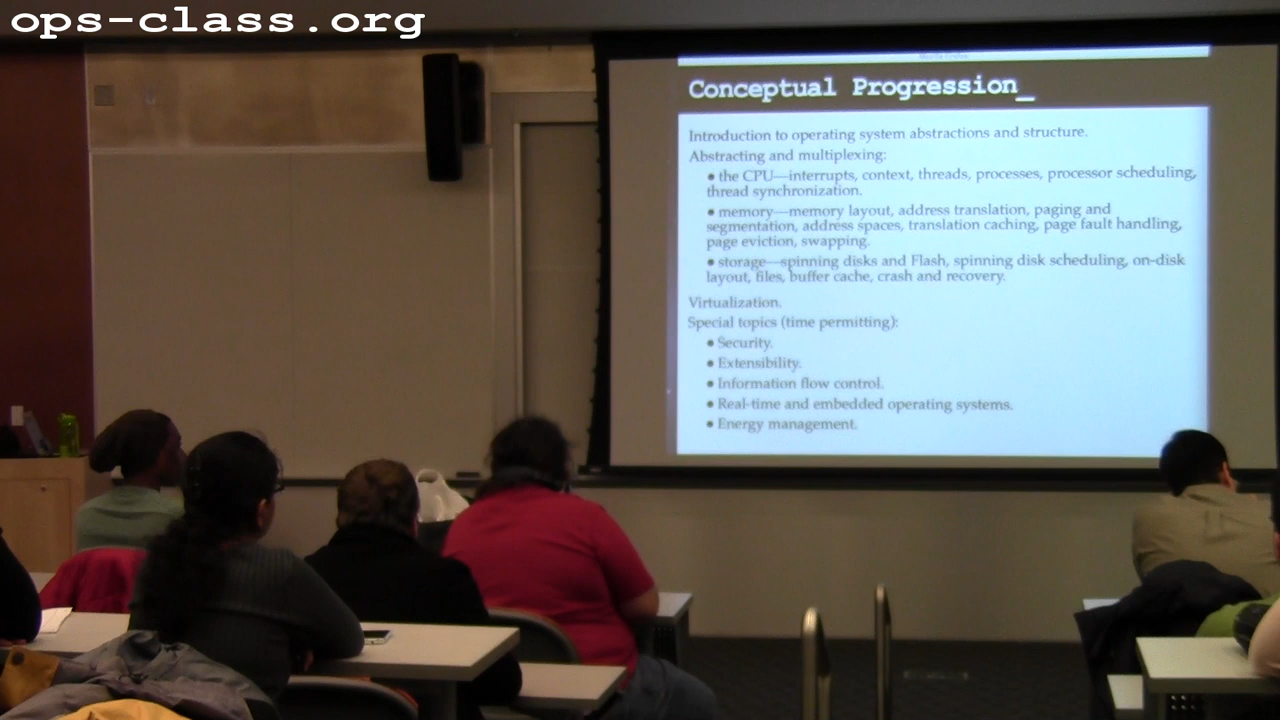 ops-class.org
Conceptual Progression_
Introduction to operating system abstractions and structure.
Abstracting and multiplexing:
• the CPU—interrupts, context, threads, processes, processor scheduling,
thread synchronization.
• memory—memory layout, address translation, paging and
segmentation, address spaces, translation caching, page fault handling,
page eviction, swapping.
• storage—spinning disks and Flash, spinning disk scheduling, on-disk
layout, files, buffer cache, crash and recovery.
Virtualization.
Special topics (time permitting):
• Security.
• Extensibility.
• Information flow control.
• Real-time and embedded operating systems.
• Energy management.